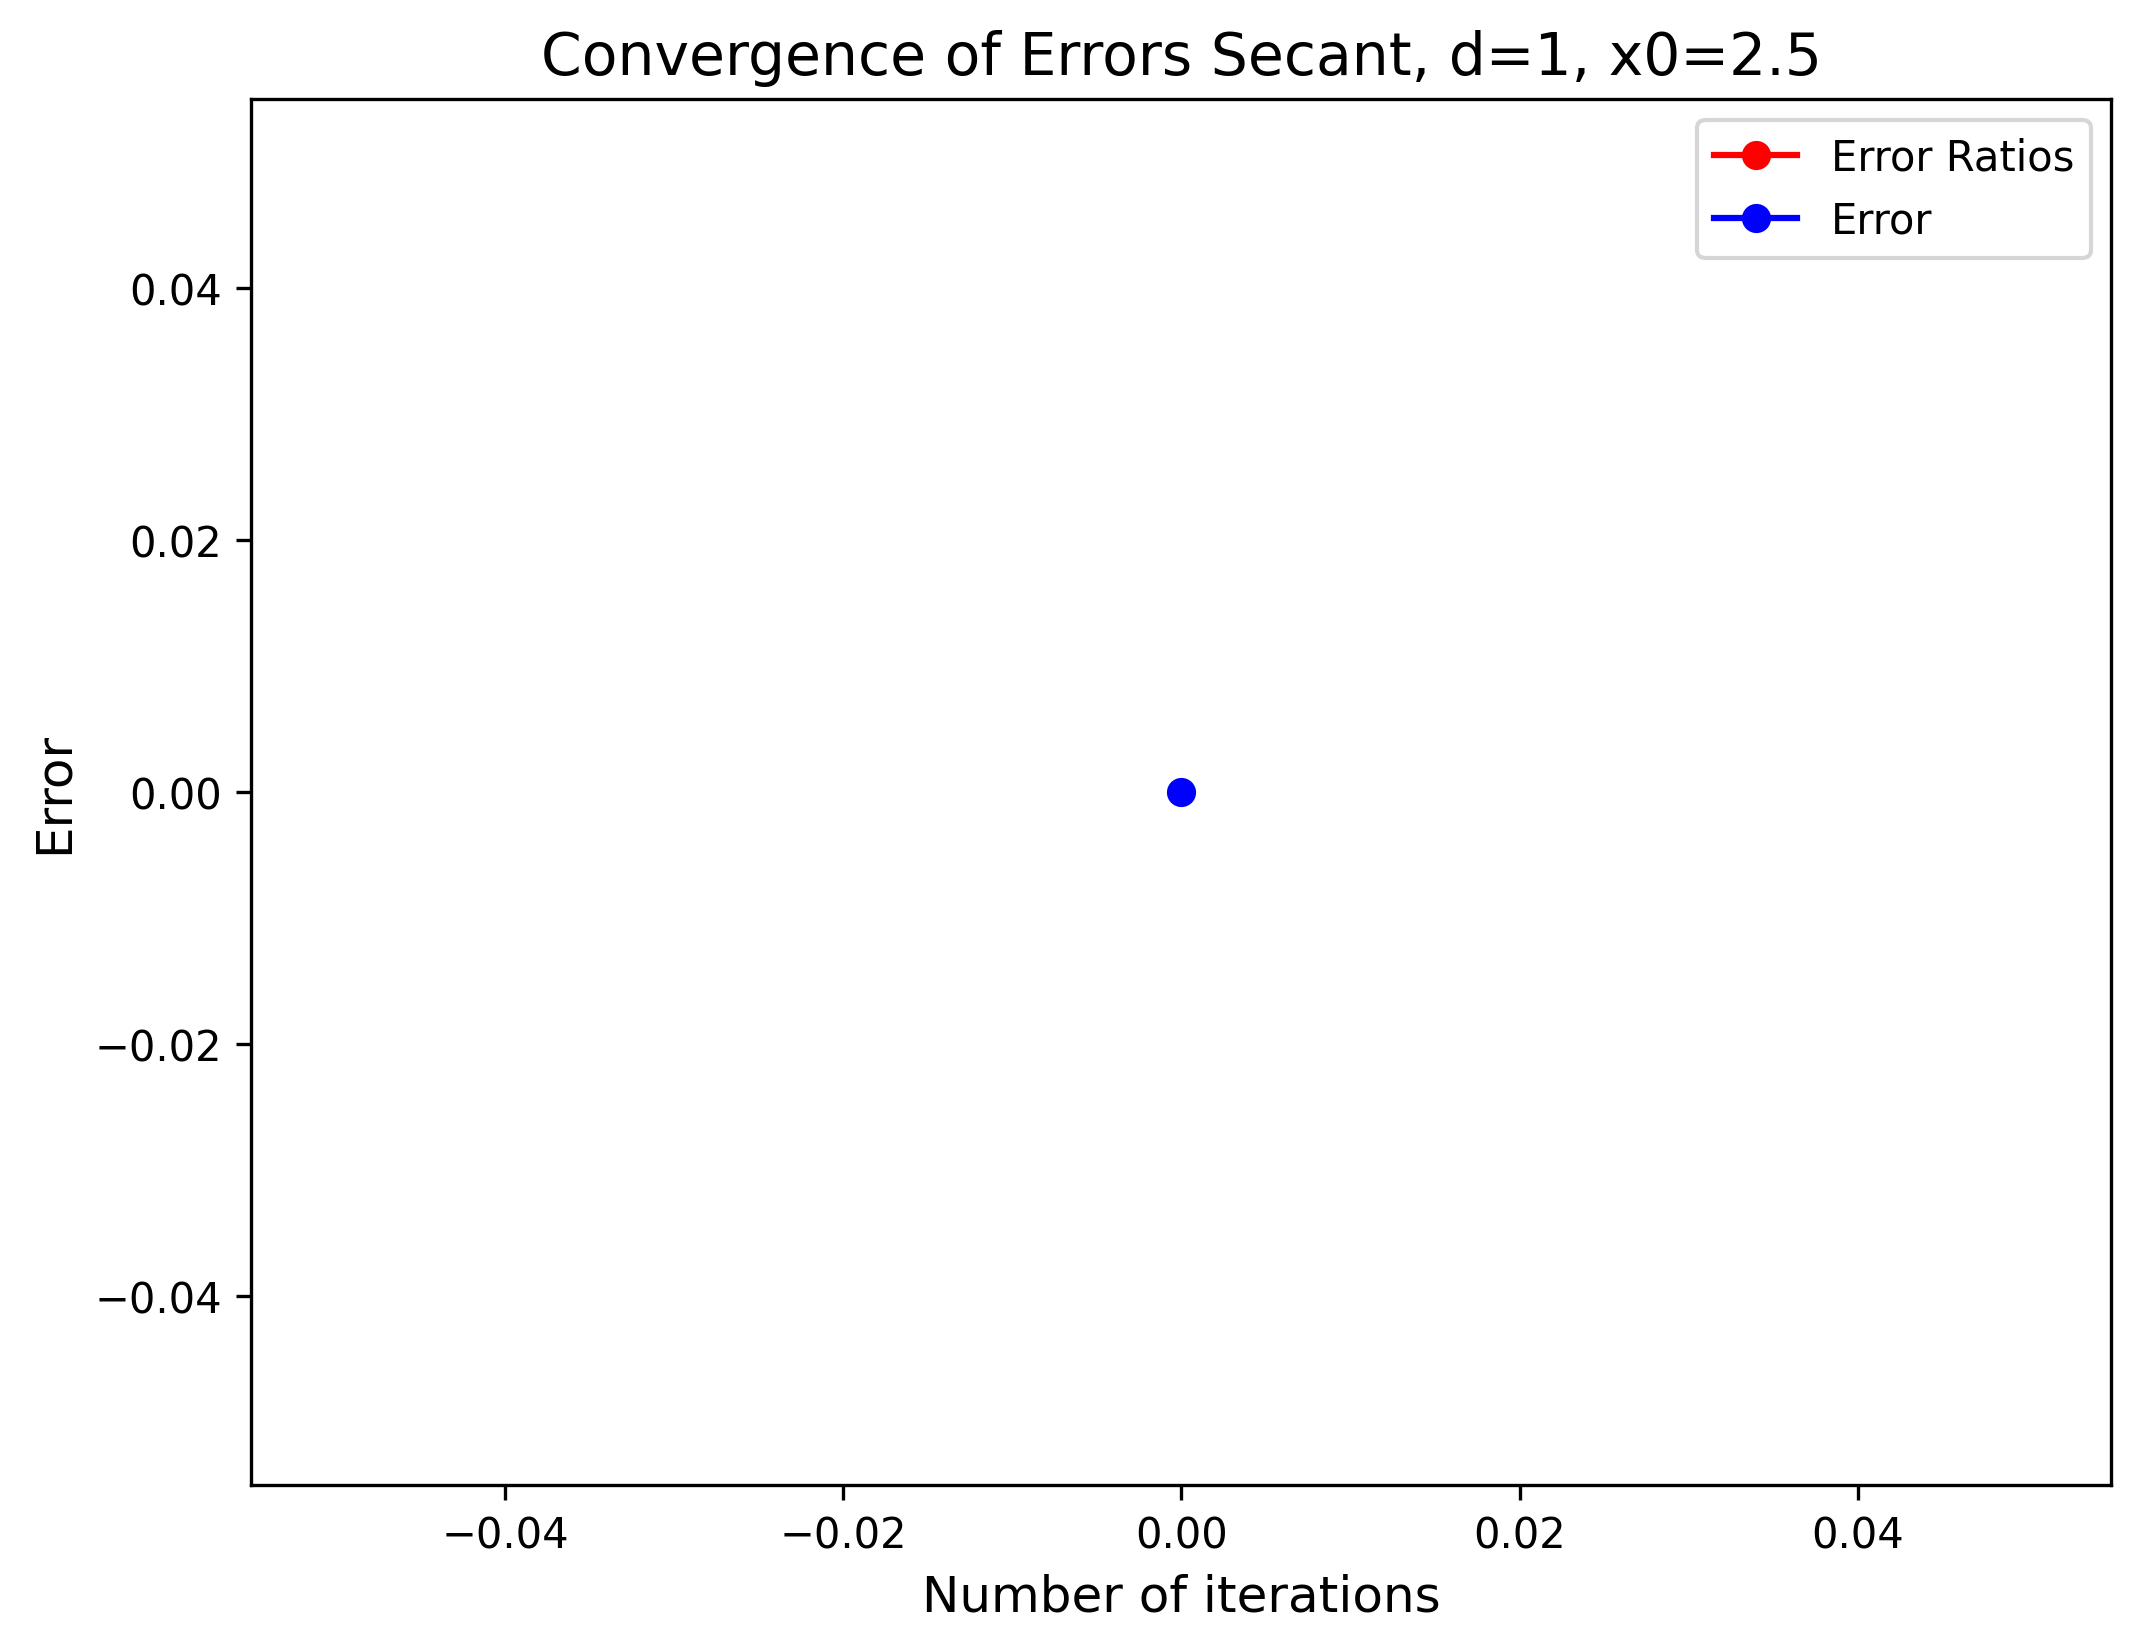 Convergence of Errors Secant, d=1, x0=2.5
Error Ratios
Error
0.04
0.02
0.00
−0.02
−0.04
Error
−0.04 −0.02 0.00 0.02 0.04
Number of iterations